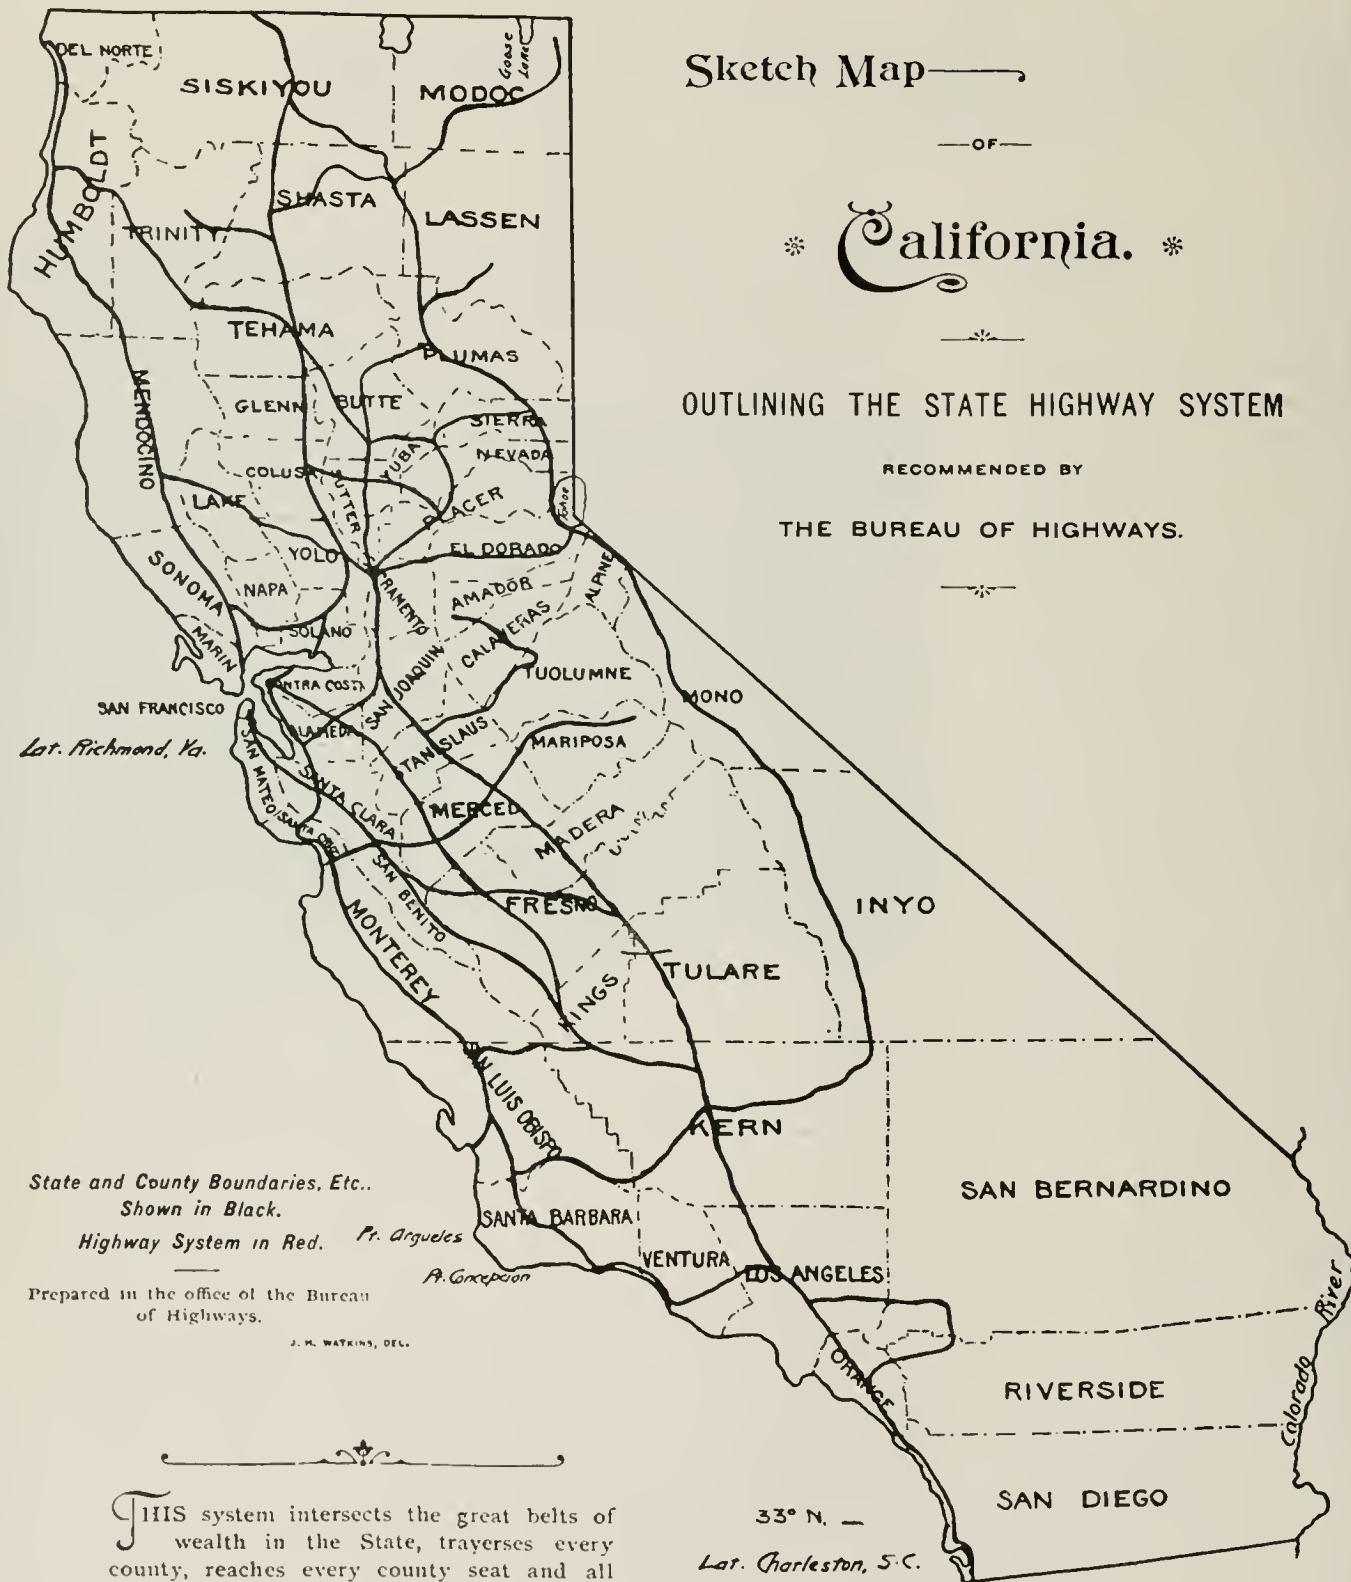 Sketch Map
OF
California.
OUTLINING THE STATE HIGHWAY SYSTEM
RECOMMENDED BY
THE BUREAU OF HIGHWAYS.
DEL NORTE
SISKIYOU
MODOC
GOOSE
LAKE
HUMBOLDT
TRINITY
SHASTA
LASSEN
TEHAMA
PLUMAS
MENDOCINO
GLENN
BUTTE
SIERRA
COLUSA
SUTTER
YUBA
NEVADA
LAKE
PLACER
TAHOE
YOLO
EL DORADO
SONOMA
NAPA
SACRAMENTO
AMADOR
ALPINE
MARIN
SOLANO
CALAVERAS
CONTRA COSTA
SAN JOAQUIN
TUOLUMNE
MONO
SAN FRANCISCO
ALAMEDA
STANISLAUS
MARIPOSA
Lat. Richmond, Va.
SAN MATEO
SANTA CLARA
MERCED
SANTA CRUZ
MADERA
SAN BENITO
FRESNO
INYO
MONTEREY
KINGS
TULARE
SAN LUIS OBISPO
KERN
SAN BERNARDINO
State and County Boundaries, Etc..
Shown in Black.
Highway System in Red.
Pt. Argueles
SANTA BARBARA
Pt. Concepcion
VENTURA
LOS ANGELES
Prepared in the office of the Bureau
of Highways.
J. M. WATKINS, DEL.
ORANGE
RIVERSIDE
Colorado River
SAN DIEGO
33° N.
Lat. Charleston, S.C.
THIS system intersects the great belts of
wealth in the State, traverses every
county, reaches every county seat and all